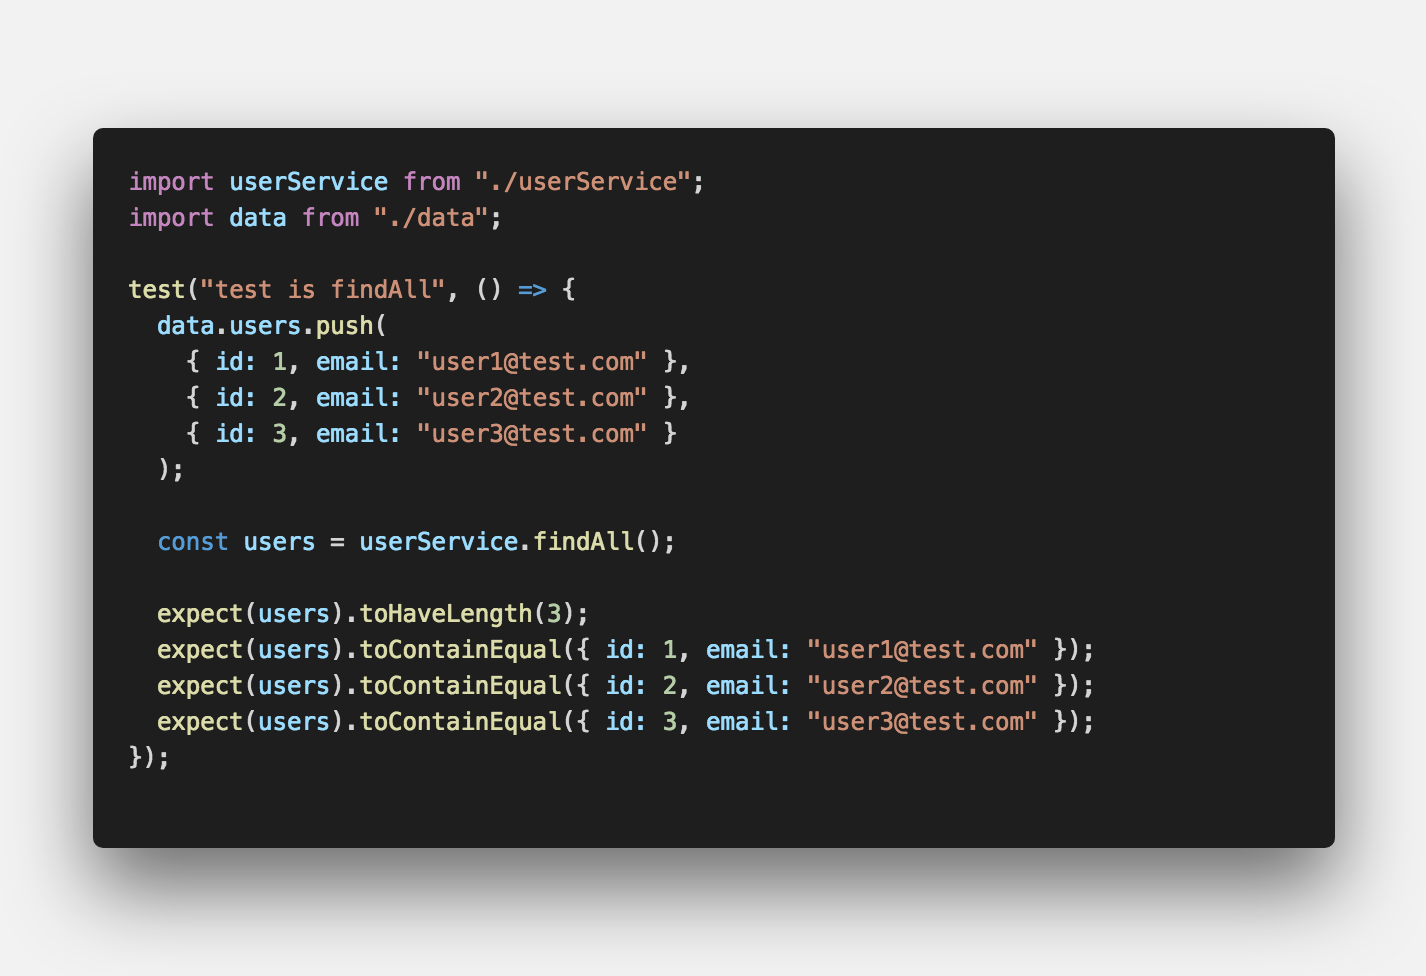 import userService from "./userService";
import data from "./data";

test("test is findAll", () => {
  data.users.push(
    { id: 1, email: "user1@test.com" },
    { id: 2, email: "user2@test.com" },
    { id: 3, email: "user3@test.com" }
  );

  const users = userService.findAll();

  expect(users).toHaveLength(3);
  expect(users).toContainEqual({ id: 1, email: "user1@test.com" });
  expect(users).toContainEqual({ id: 2, email: "user2@test.com" });
  expect(users).toContainEqual({ id: 3, email: "user3@test.com" });
});